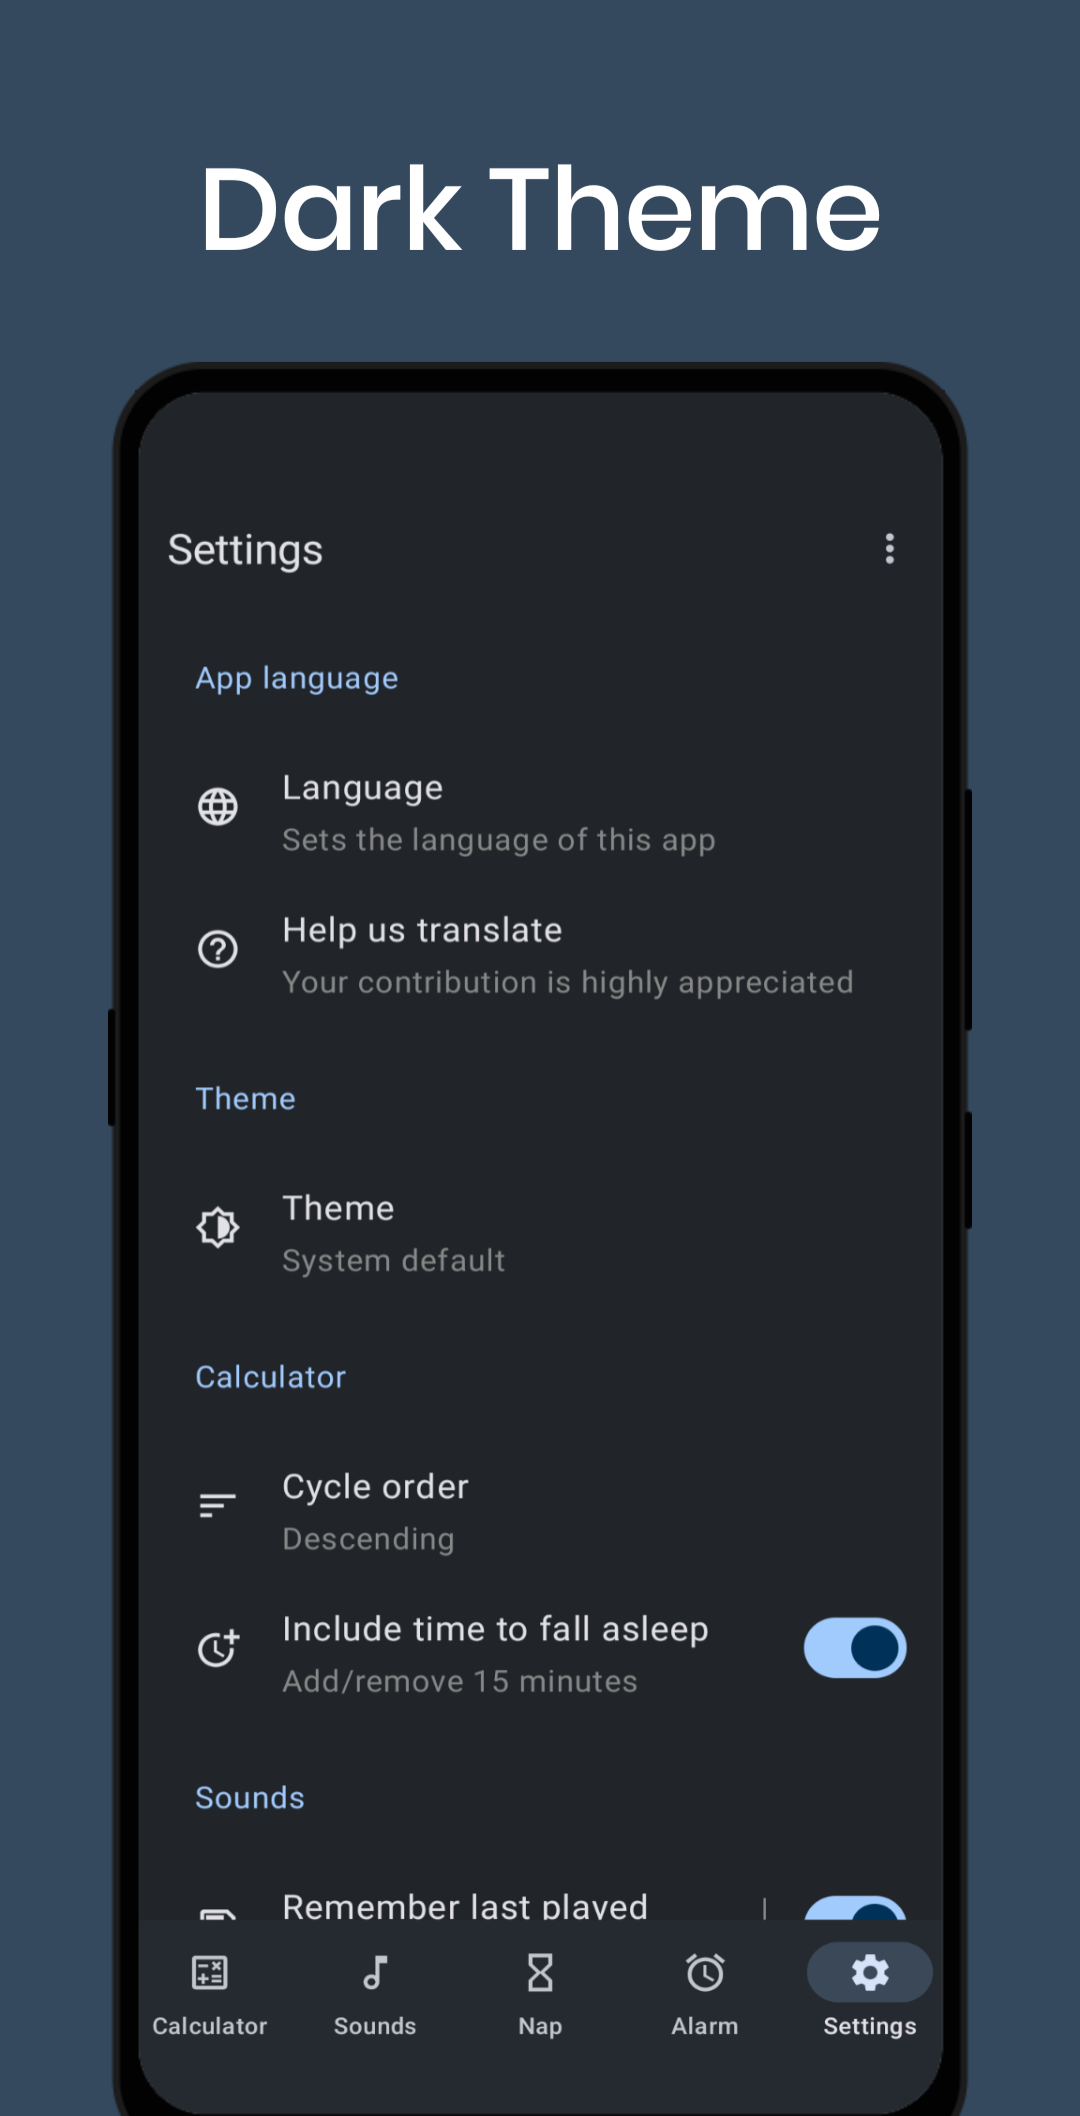 Dark Theme
Settings
App language
Language
Sets the language of this app
Help us translate
Your contribution is highly appreciated
Theme
Theme
System default
Calculator
Cycle order
Descending
Include time to fall asleep
Add/remove 15 minutes
Sounds
Remember last played
Calculator
Sounds
Nap
Alarm
Settings